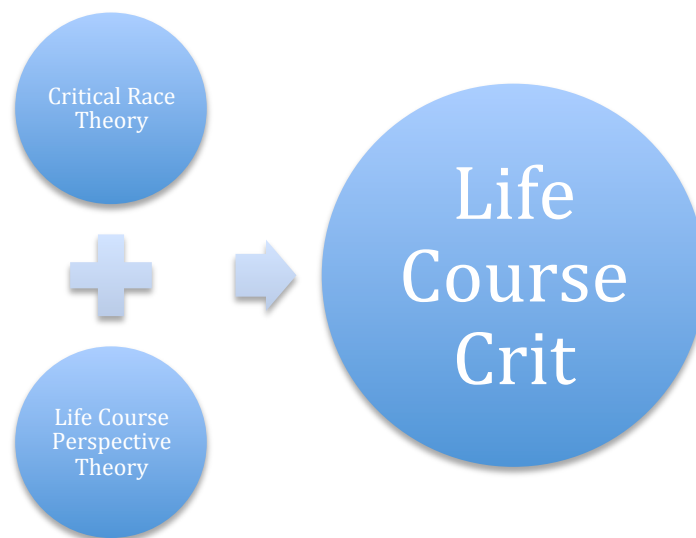 Critical Race
Theory
Life Course
Perspective
Theory
Life
Course
Crit